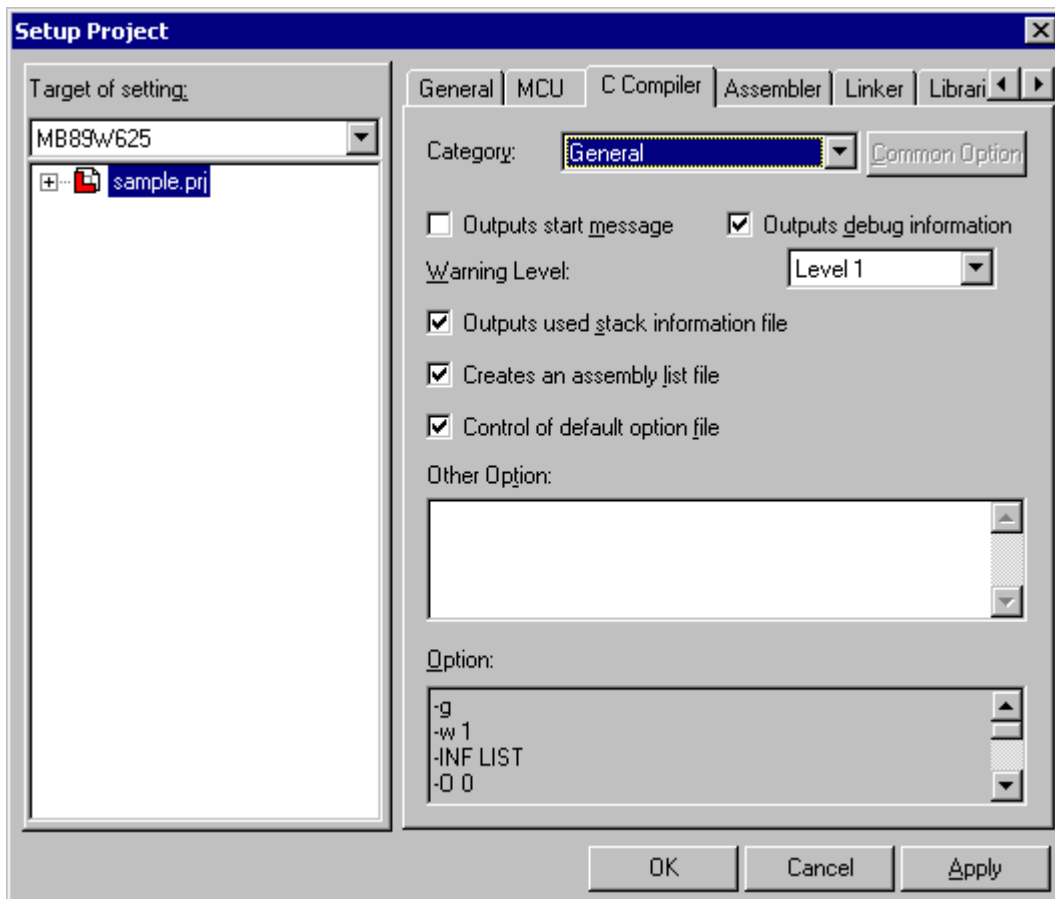 Setup Project
Target of setting:
MB89W625
sample.prj
General MCU C Compiler Assembler Linker Librari
Category: General Common Option
Outputs start message Outputs debug information
Warning Level: Level 1
Outputs used stack information file
Creates an assembly list file
Control of default option file
Other Option:
Option:
-g
-w 1
-INF LIST
-O 0
OK Cancel Apply